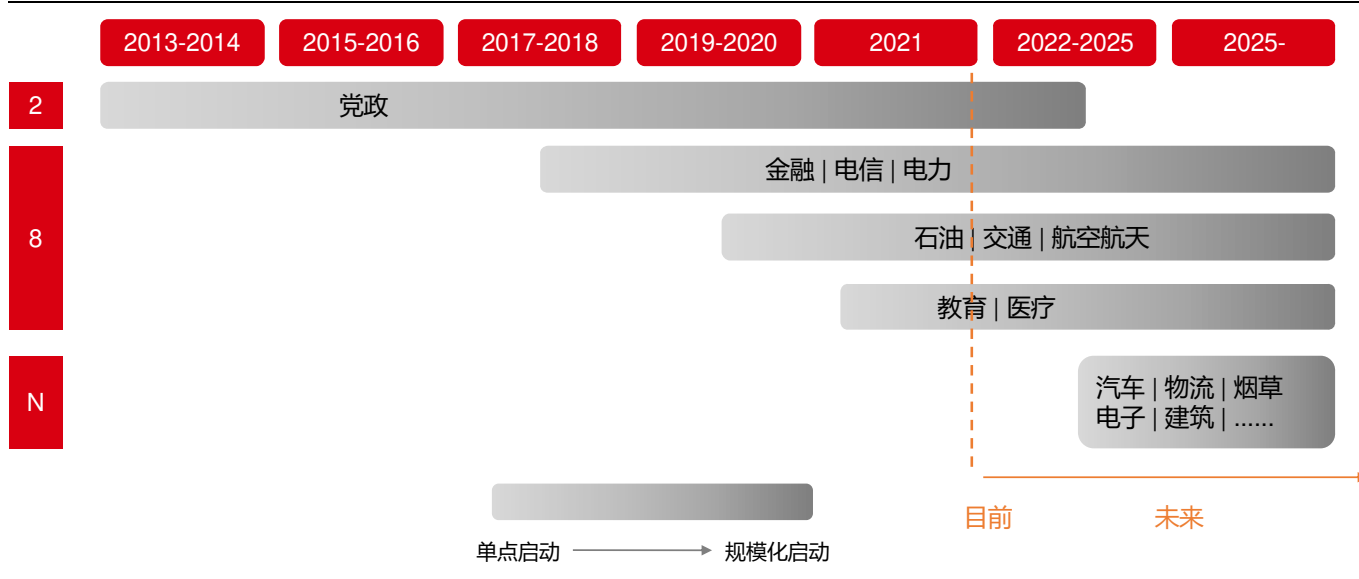 2013-2014 2015-2016 2017-2018 2019-2020 2021 2022-2025 2025-
2 党政
8 金融 | 电信 | 电力
石油 | 交通 | 航空航天
教育 | 医疗
N 汽车 | 物流 | 烟草
电子 | 建筑 | ......
目前 未来
单点启动 规模化启动